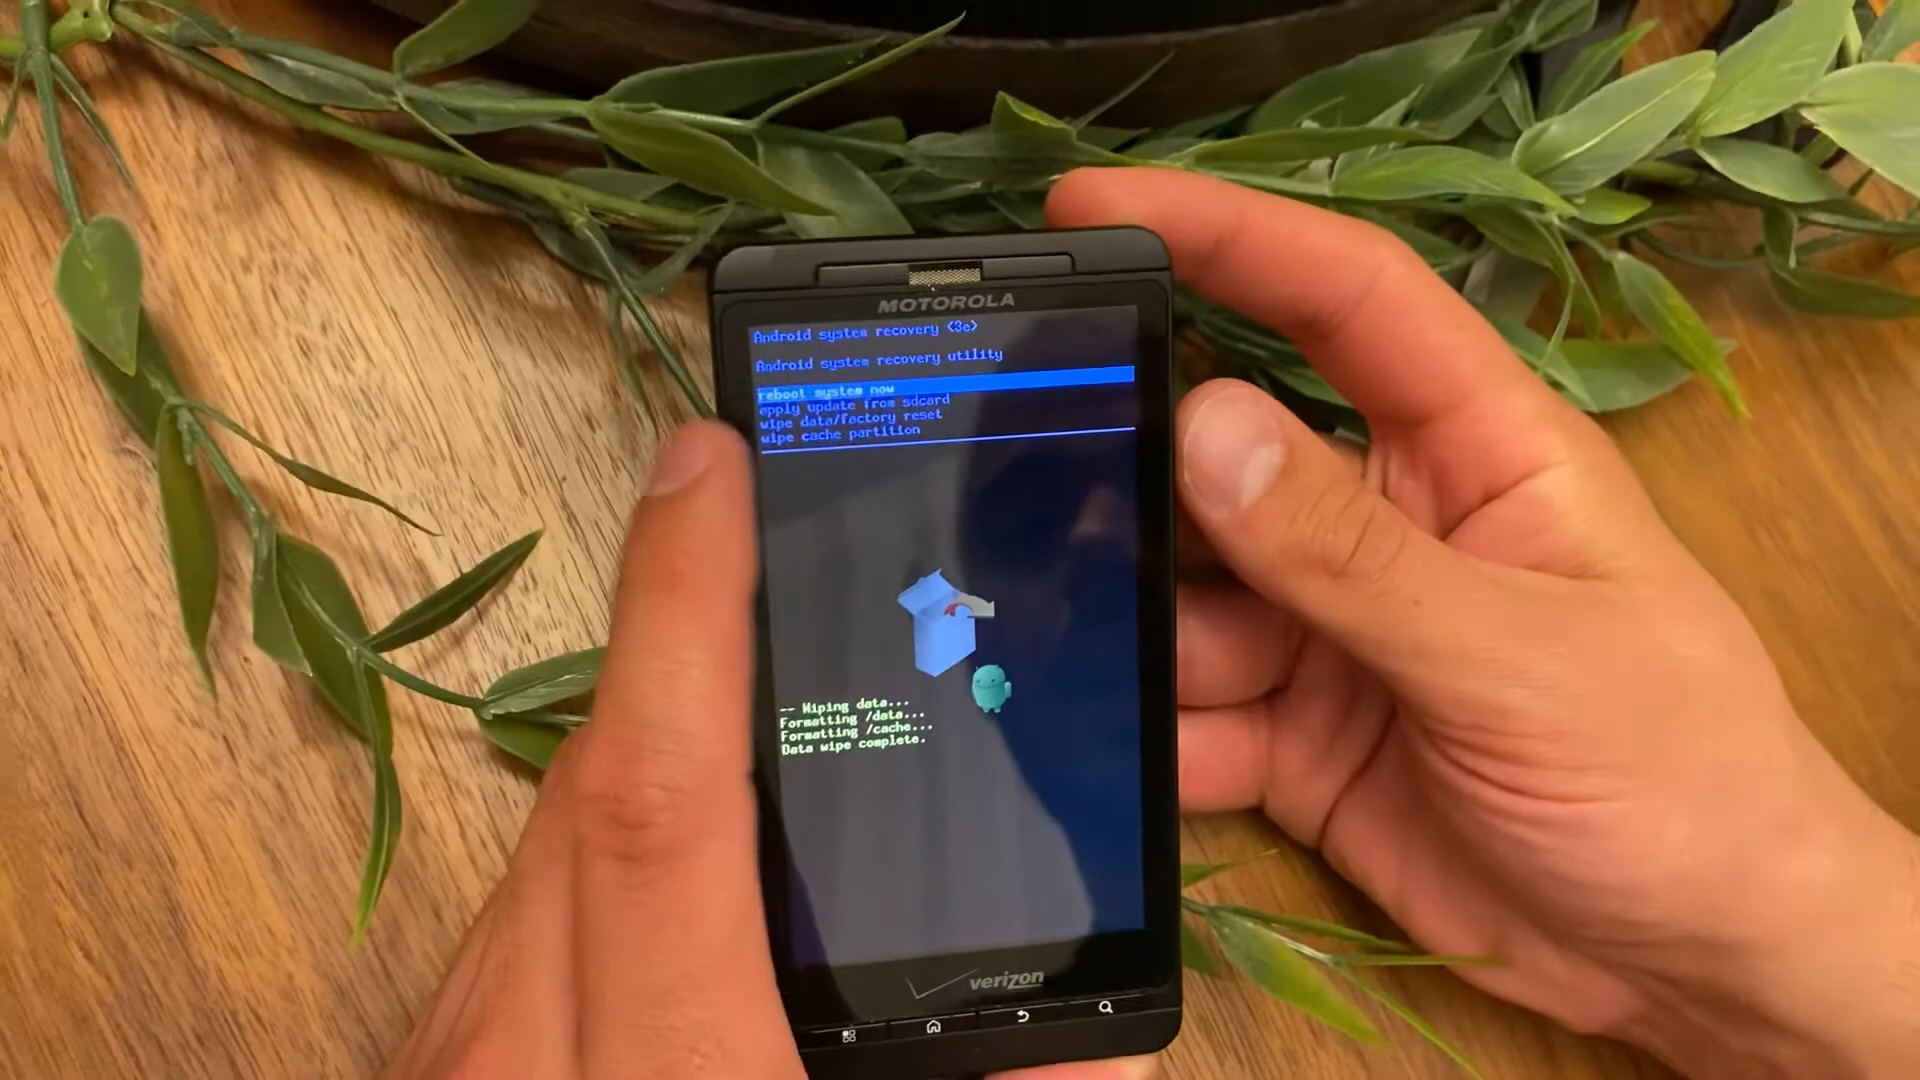 MOTOROLA
Android system recovery <3e>
Android system recovery utility
reboot system now
apply update from sdcard
wipe data/factory reset
wipe cache partition
-- Wiping data...
Formatting /data...
Formatting /cache...
Data wipe complete.
verizon